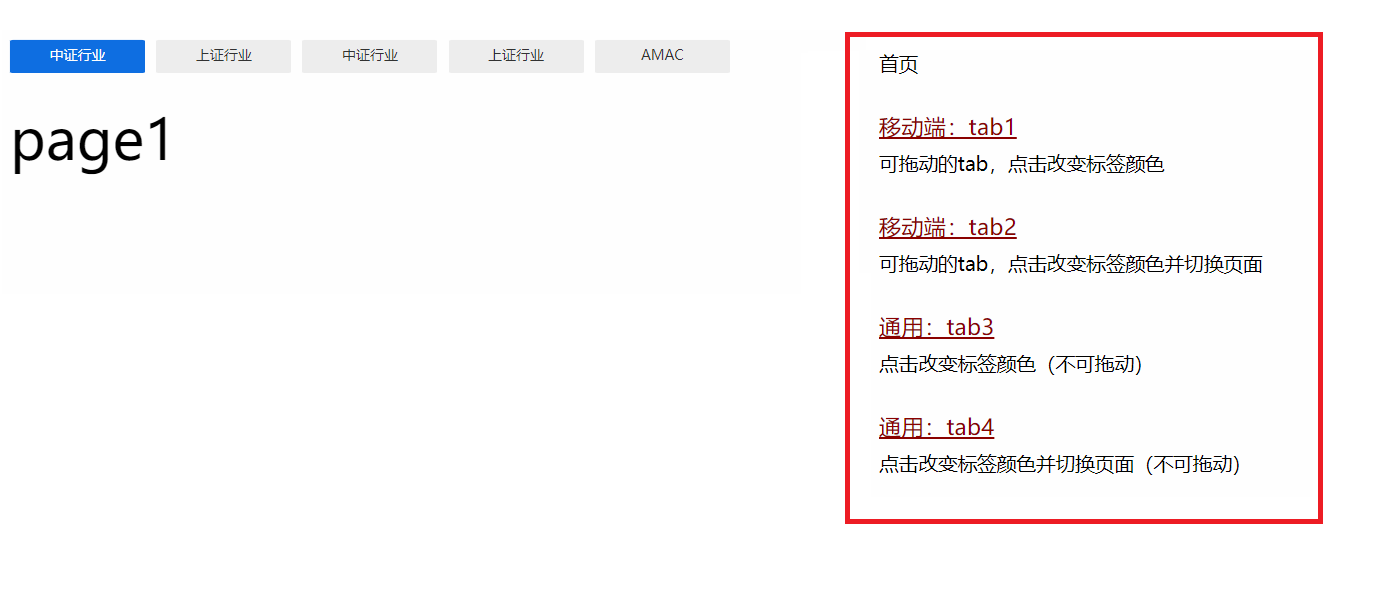 中证行业 上证行业 中证行业 上证行业 AMAC
page1
首页
移动端：tab1
可拖动的tab，点击改变标签颜色
移动端：tab2
可拖动的tab，点击改变标签颜色并切换页面
通用：tab3
点击改变标签颜色（不可拖动）
通用：tab4
点击改变标签颜色并切换页面（不可拖动）